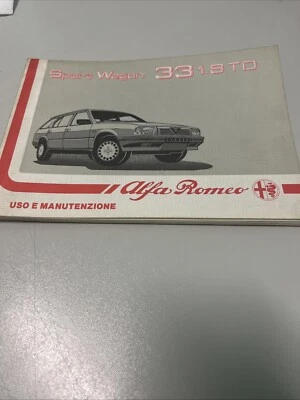 Sport Wagon 33 1.8 TD
Alfa Romeo
USO E MANUTENZIONE